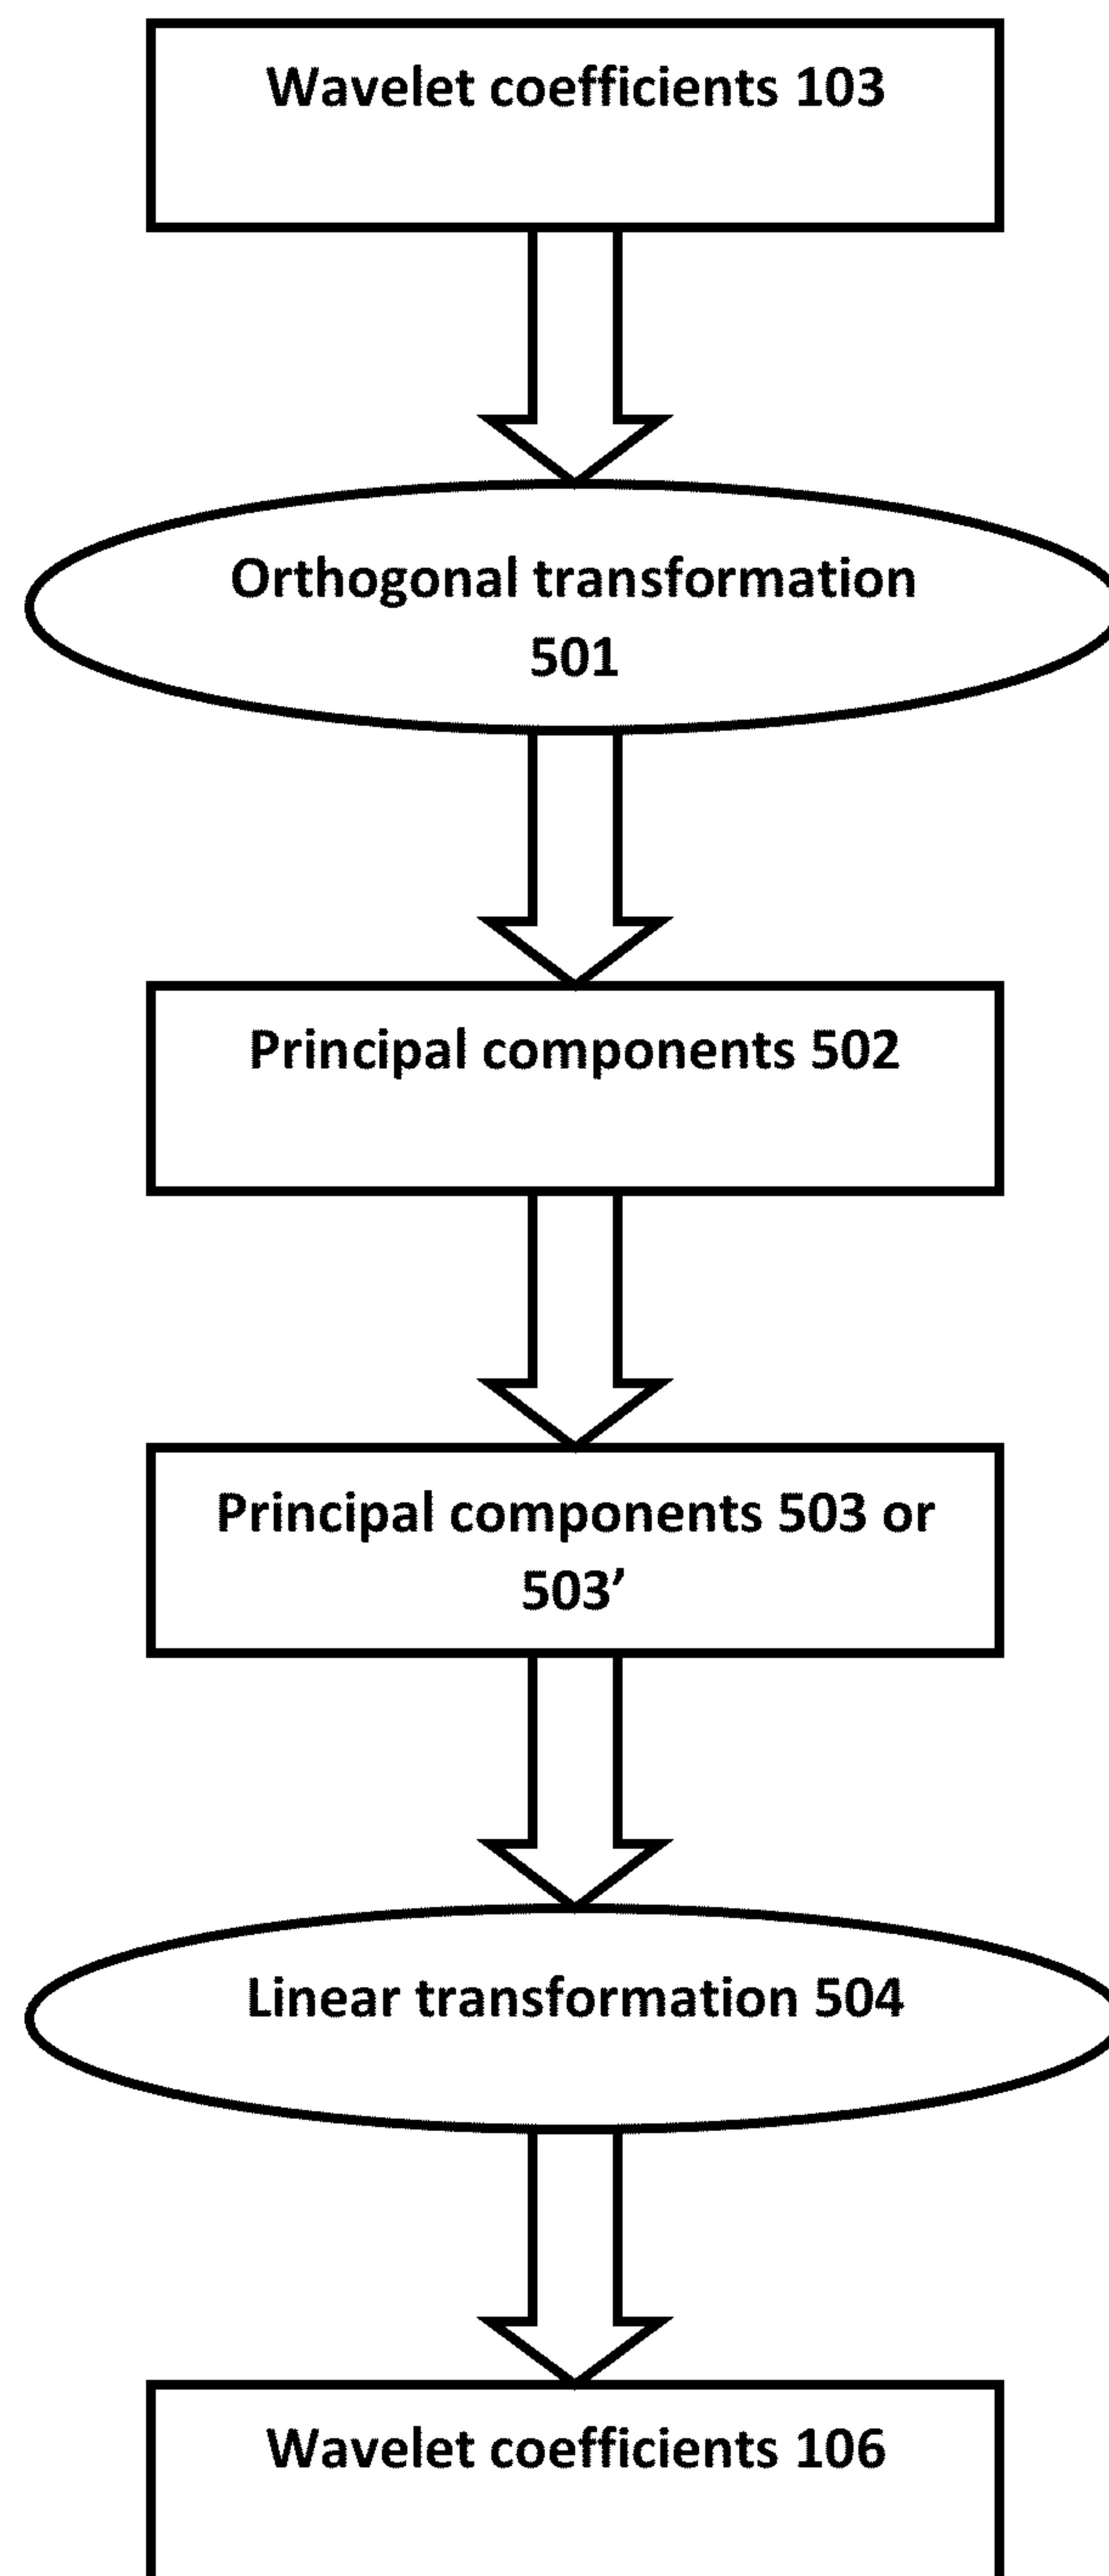 Wavelet coefficients 103
Orthogonal transformation
501
Principal components 502
Principal components 503 or
503’
Linear transformation 504
Wavelet coefficients 106